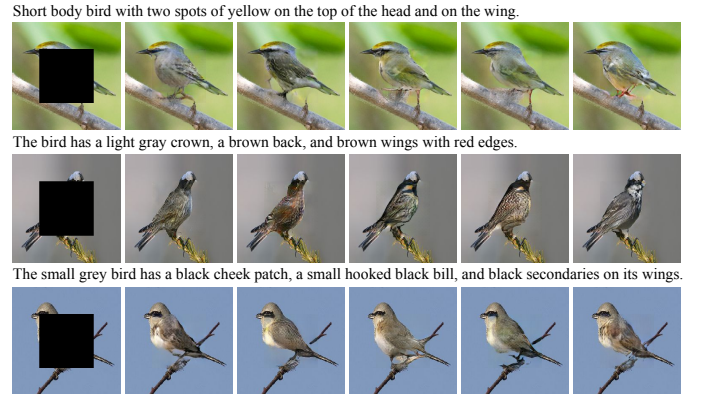 Short body bird with two spots of yellow on the top of the head and on the wing.
The bird has a light gray crown, a brown back, and brown wings with red edges.
The small grey bird has a black cheek patch, a small hooked black bill, and black secondaries on its wings.